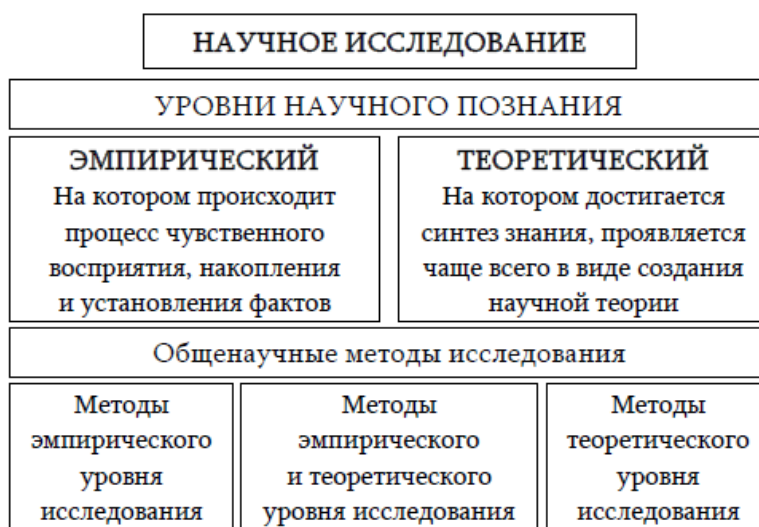 НАУЧНОЕ ИССЛЕДОВАНИЕ
УРОВНИ НАУЧНОГО ПОЗНАНИЯ
ЭМПИРИЧЕСКИЙ
На котором происходит
процесс чувственного
восприятия, накопления
и установления фактов
ТЕОРЕТИЧЕСКИЙ
На котором достигается
синтез знания, проявляется
чаще всего в виде создания
научной теории
Общенаучные методы исследования
Методы
эмпирического
уровня
исследования
Методы
эмпирического
и теоретического
уровня исследования
Методы
теоретического
уровня
исследования